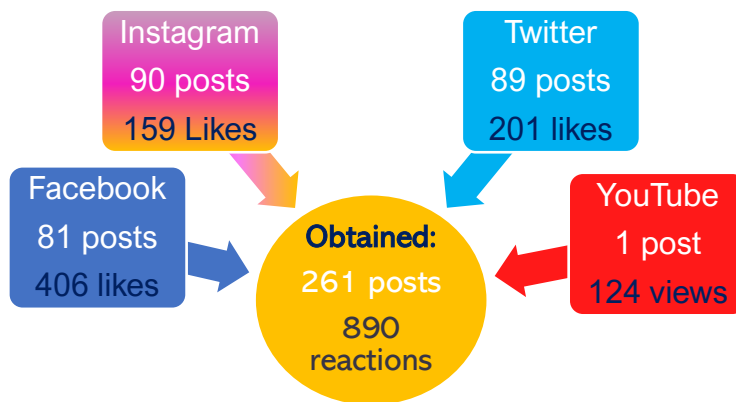 Instagram
90 posts
159 Likes
Twitter
89 posts
201 likes
Facebook
81 posts
406 likes
YouTube
1 post
124 views
Obtained:
261 posts
890
reactions